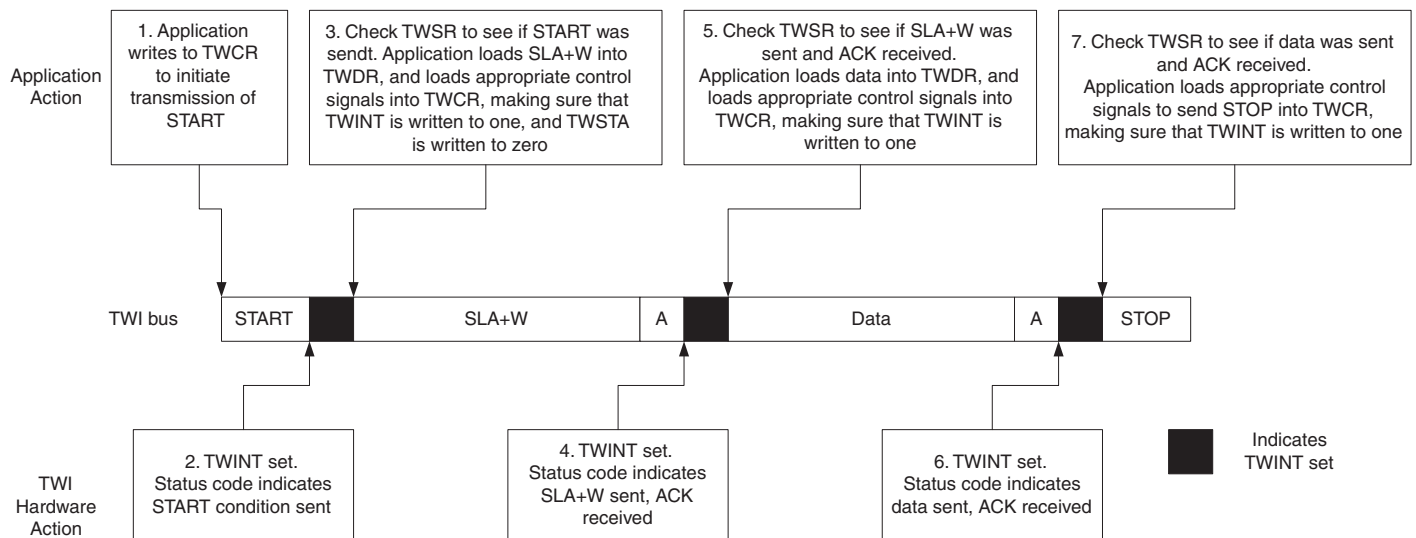 Application
Action
1. Application
writes to TWCR
to initiate
transmission of
START
3. Check TWSR to see if START was
sendt. Application loads SLA+W into
TWDR, and loads appropriate control
signals into TWCR, making sure that
TWINT is written to one, and TWSTA
is written to zero
5. Check TWSR to see if SLA+W was
sent and ACK received.
Application loads data into TWDR, and
loads appropriate control signals into
TWCR, making sure that TWINT is
written to one
7. Check TWSR to see if data was sent
and ACK received.
Application loads appropriate control
signals to send STOP into TWCR,
making sure that TWINT is written to one
TWI bus
START
SLA+W
A
Data
A
STOP
TWI
Hardware
Action
2. TWINT set.
Status code indicates
START condition sent
4. TWINT set.
Status code indicates
SLA+W sent, ACK
received
6. TWINT set.
Status code indicates
data sent, ACK received
Indicates
TWINT set